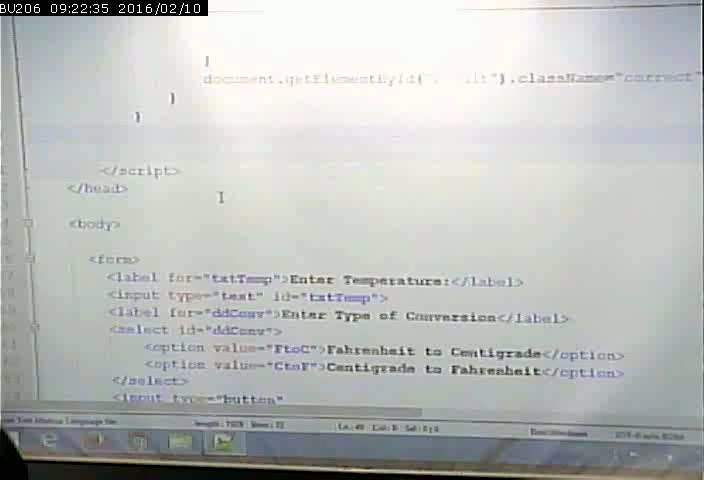 BU206 09:22:35 2016/02/10
}
document.getElementById(" ").className="correct"
}
}
</script>
</head>
<body>
<form>
<label for="txtTemp">Enter Temperature:</label>
<input type="text" id="txtTemp">
<label for="ddConv">Enter Type of Conversion</label>
<select id="ddConv">
<option value="FtoC">Fahrenheit to Centigrade</option>
<option value="CtoF">Centigrade to Fahrenheit</option>
</select>
<input type="button"